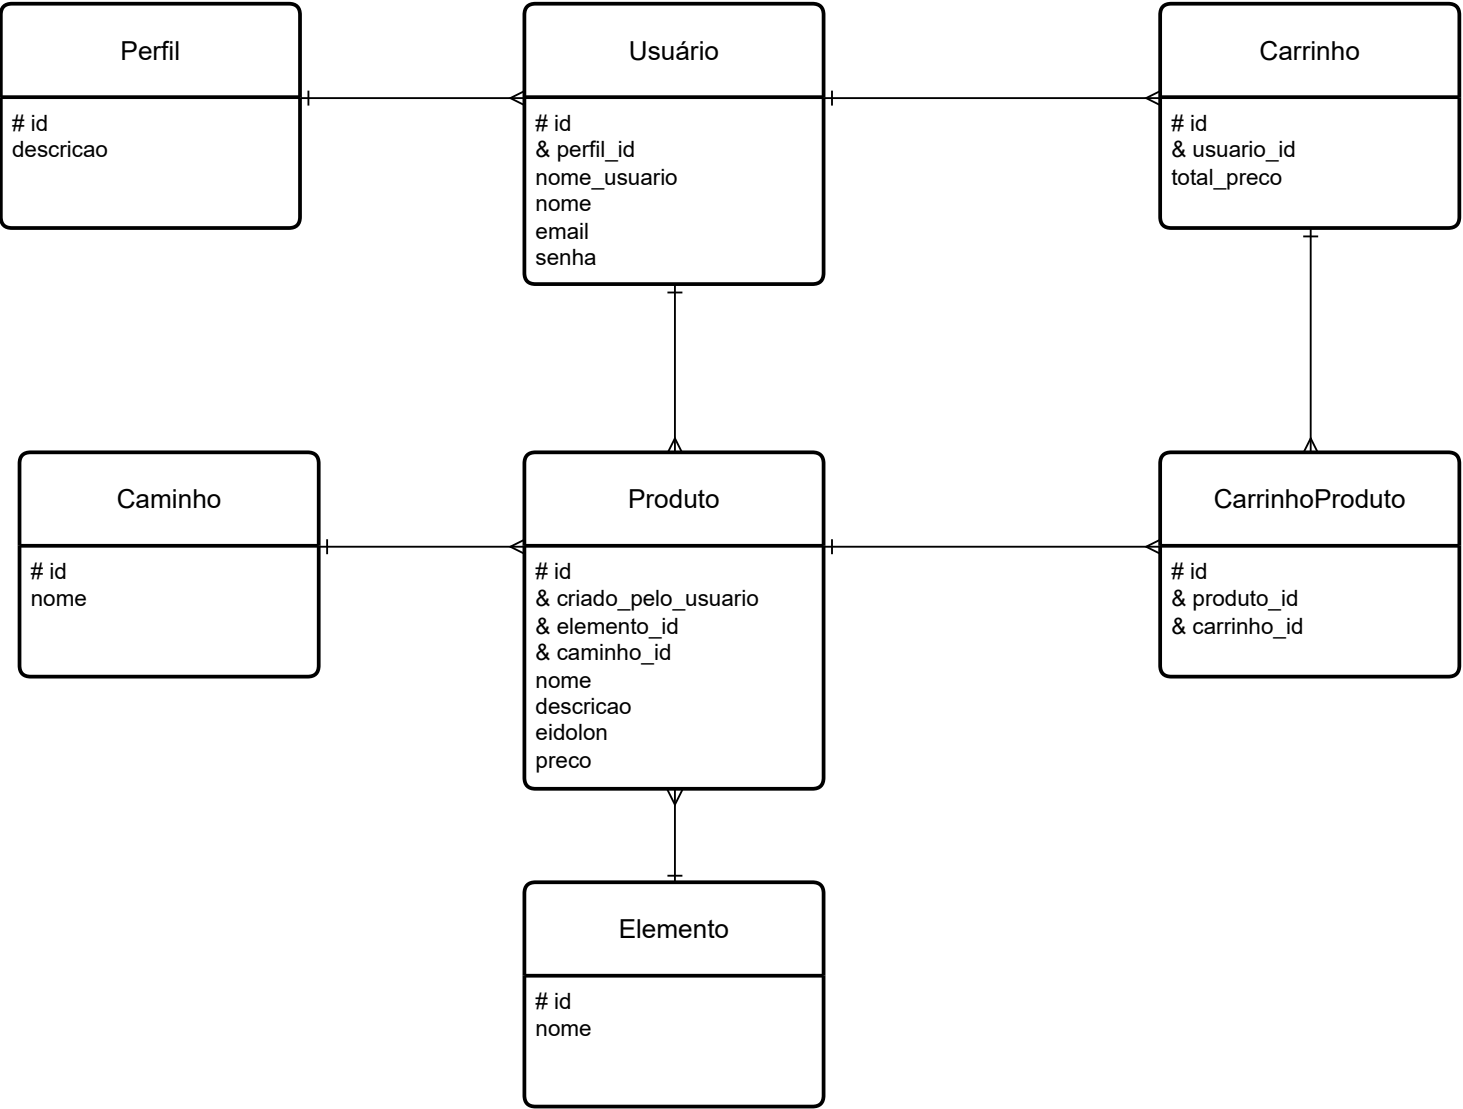 Perfil
# id
descricao
Usuário
# id
& perfil_id
nome_usuario
nome
email
senha
Carrinho
# id
& usuario_id
total_preco
Caminho
# id
nome
Produto
# id
& criado_pelo_usuario
& elemento_id
& caminho_id
nome
descricao
eidolon
preco
CarrinhoProduto
# id
& produto_id
& carrinho_id
Elemento
# id
nome